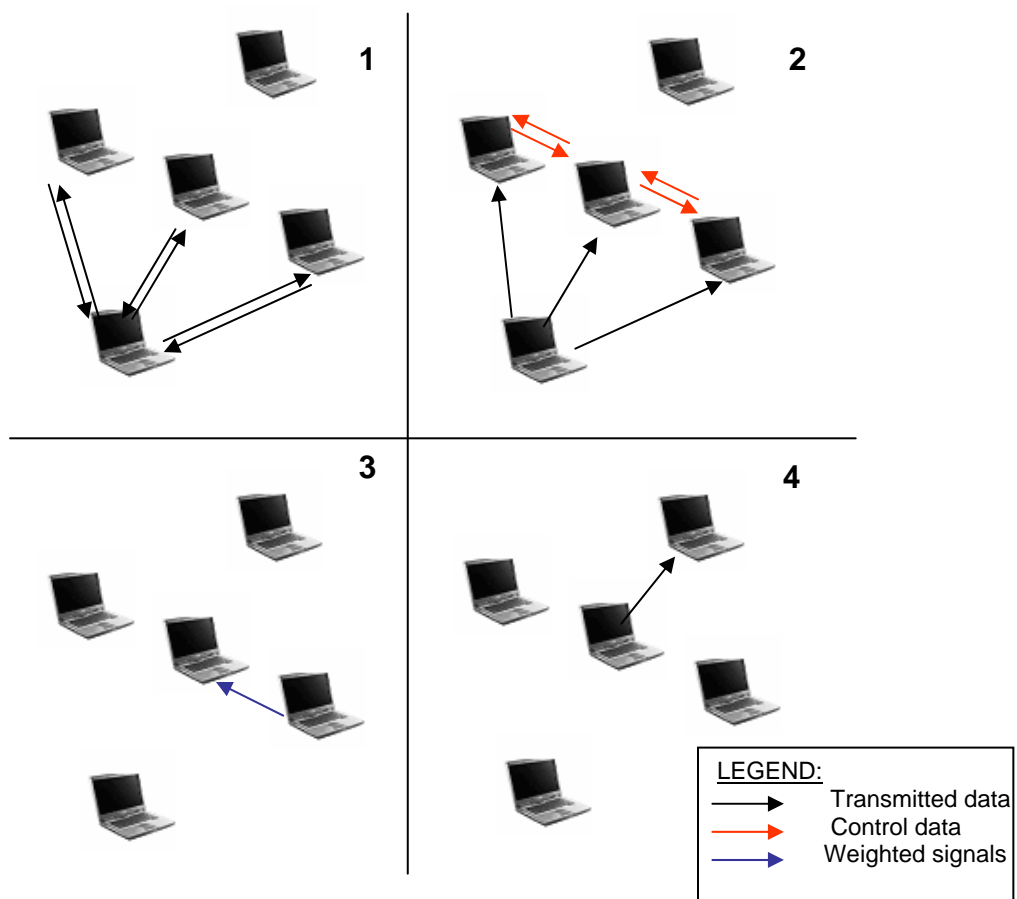 1
2
3
4
LEGEND:
Transmitted data
Control data
Weighted signals